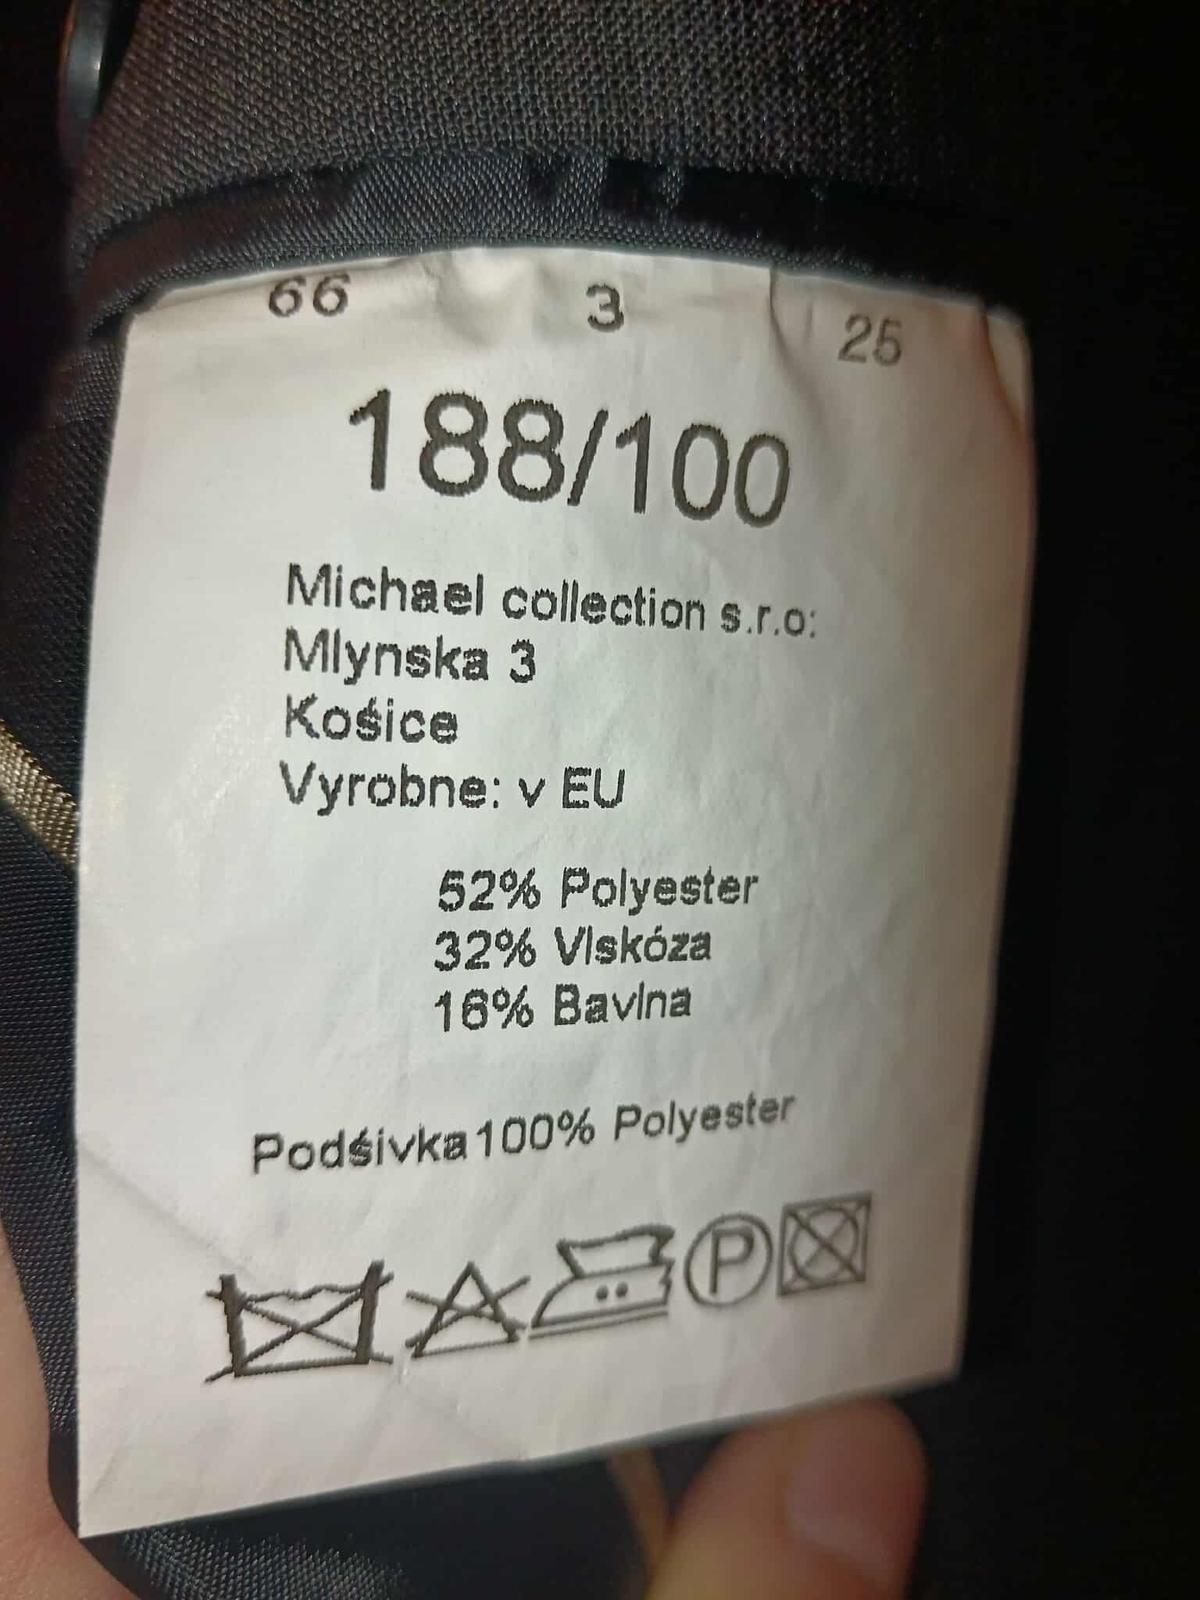 66 3 25
188/100
Michael collection s.r.o:
Mlynska 3
Kośice
Vyrobne: v EU
52% Polyester
32% Vlskóza
16% Bavlna
Podśivka100% Polyester
P